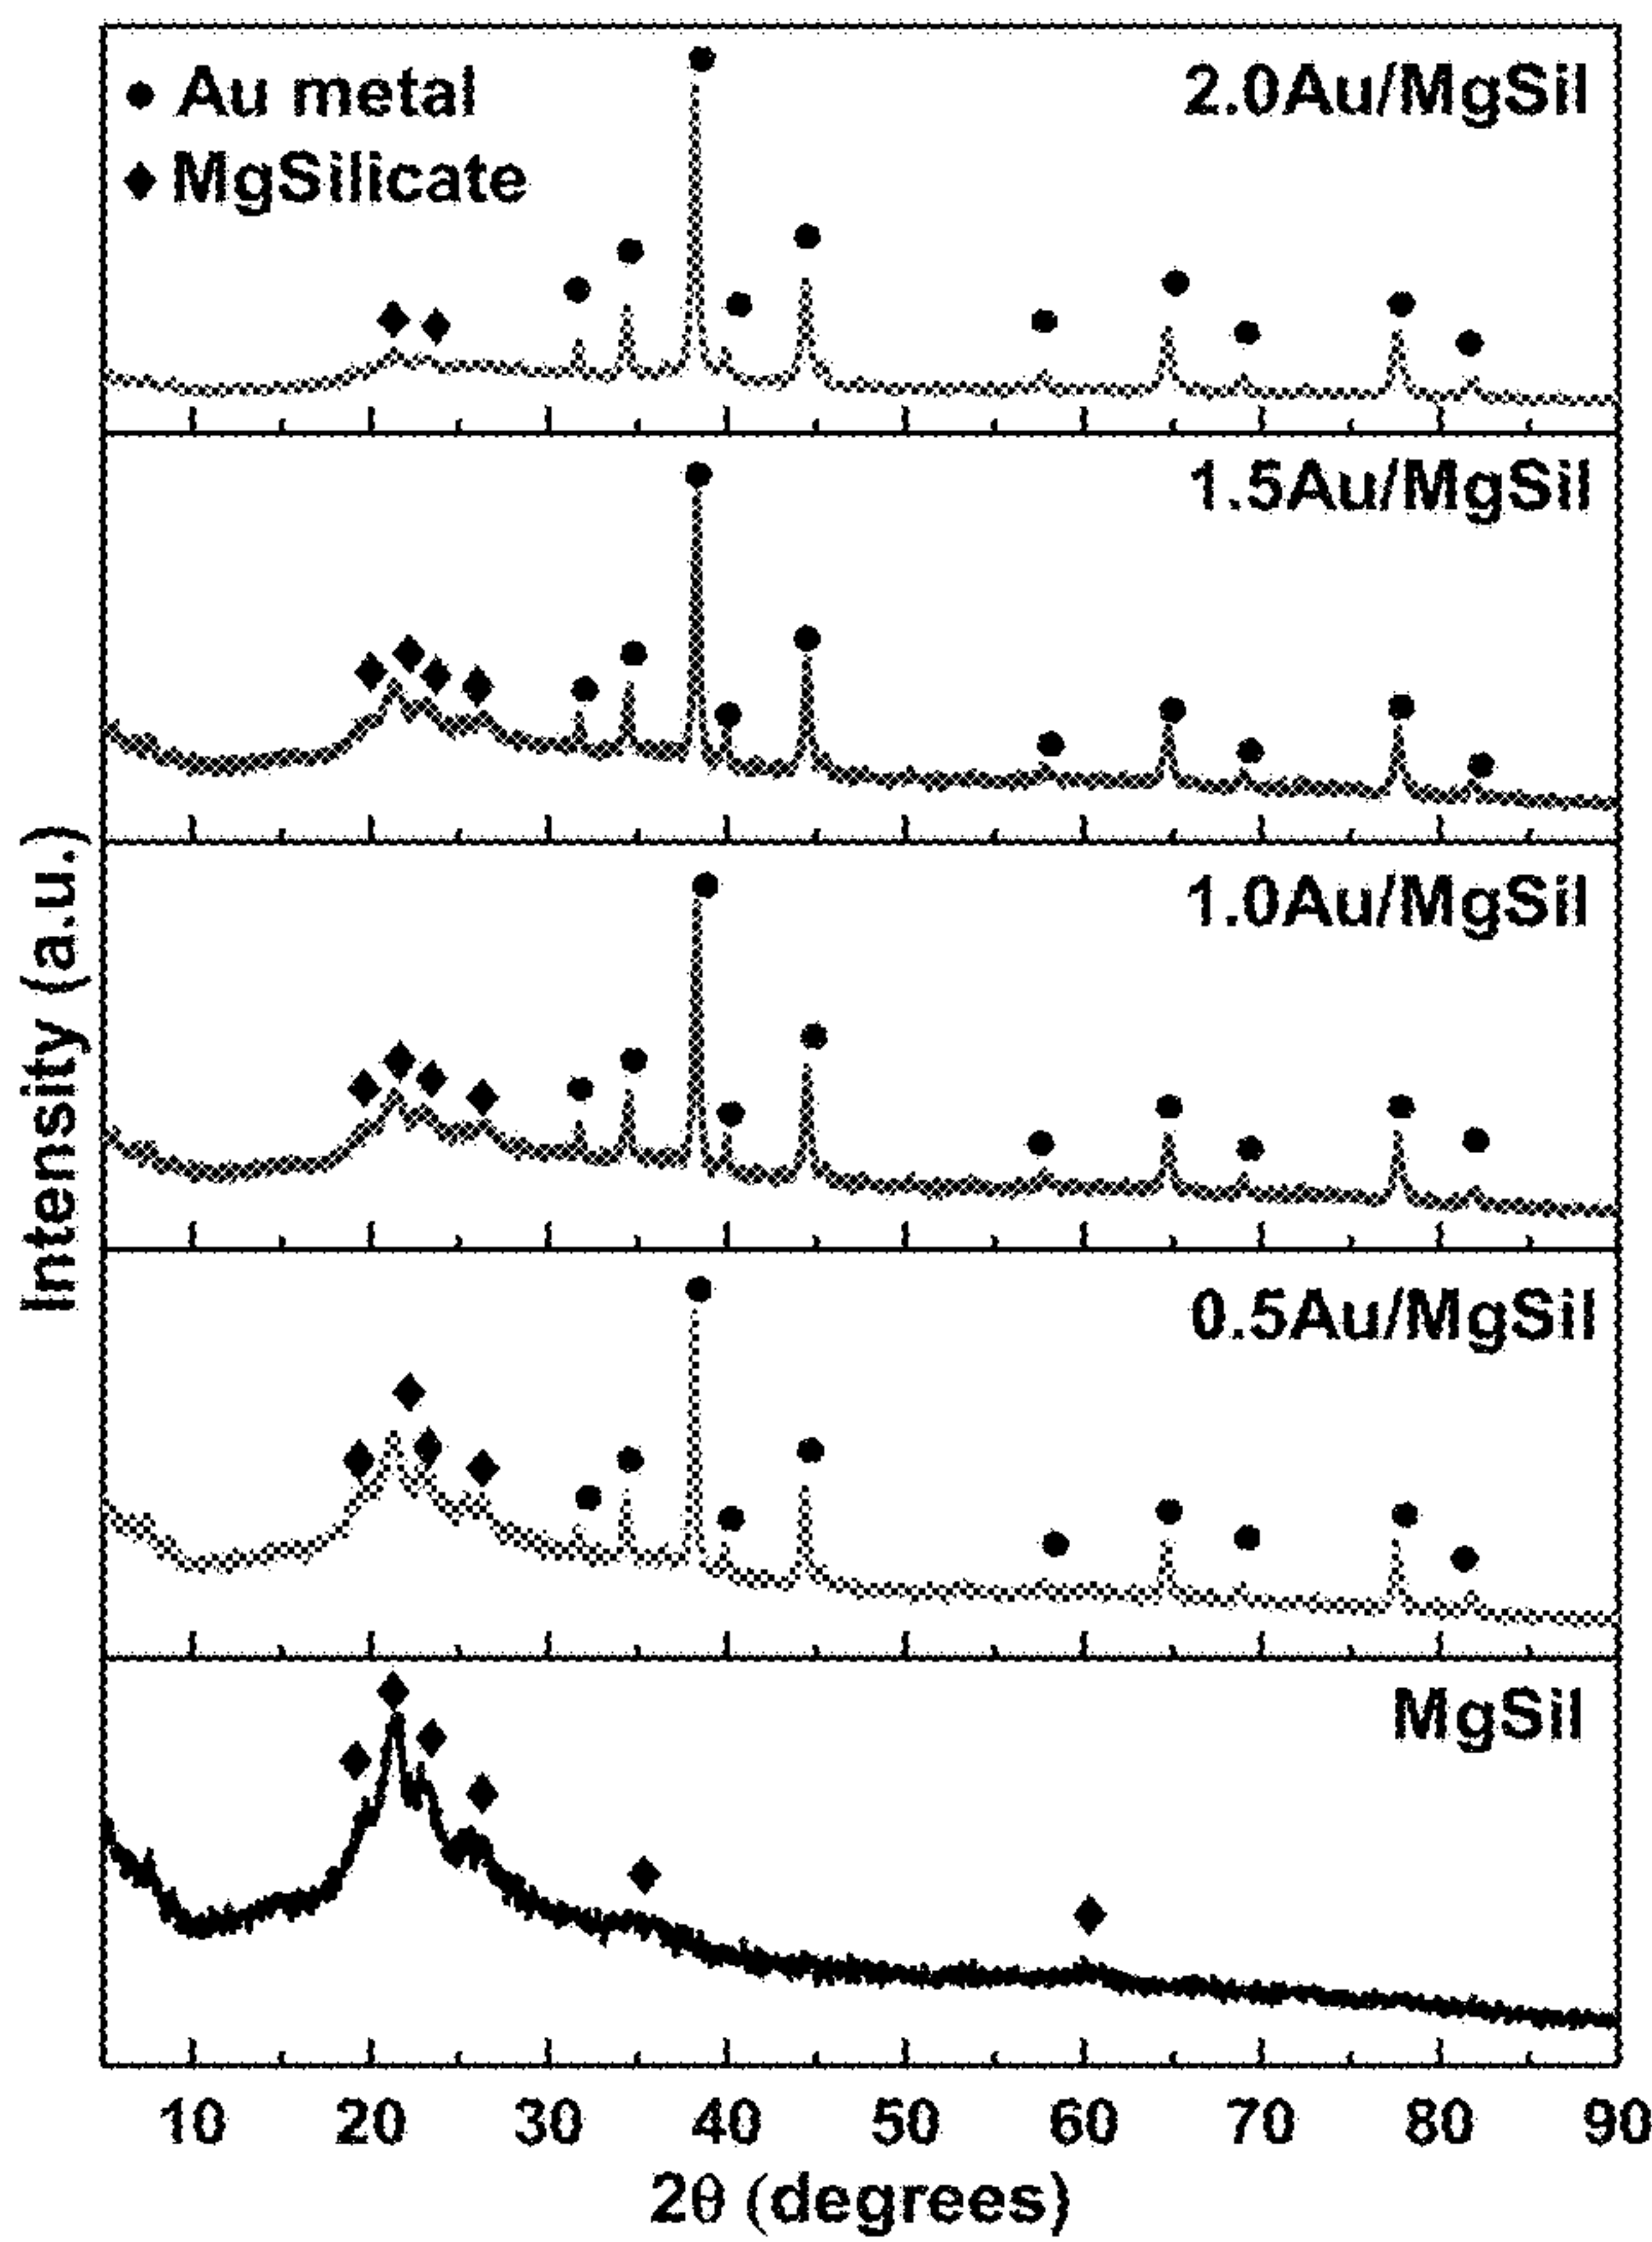 ● Au metal
◆ MgSilicate
2.0Au/MgSil
1.5Au/MgSil
1.0Au/MgSil
0.5Au/MgSil
MgSil
Intensity (a.u.)
10 20 30 40 50 60 70 80 90
2θ (degrees)